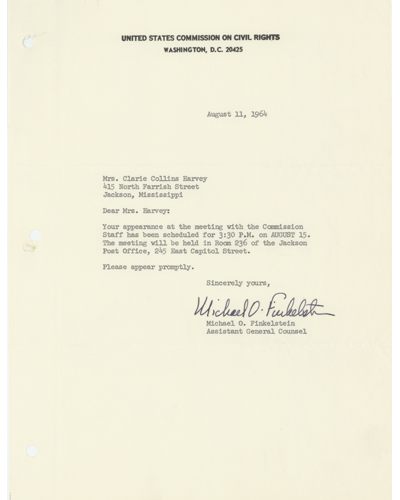 UNITED STATES COMMISSION ON CIVIL RIGHTS
WASHINGTON, D.C. 20425
August 11, 1964
Mrs. Clarie Collins Harvey
415 North Farrish Street
Jackson, Mississippi
Dear Mrs. Harvey:
Your appearance at the meeting with the Commission
Staff has been scheduled for 3:30 P.M. on AUGUST 15.
The meeting will be held in Room 236 of the Jackson
Post Office, 245 East Capitol Street.
Please appear promptly.
Sincerely yours,
Michael O. Finkelstein
Michael O. Finkelstein
Assistant General Counsel